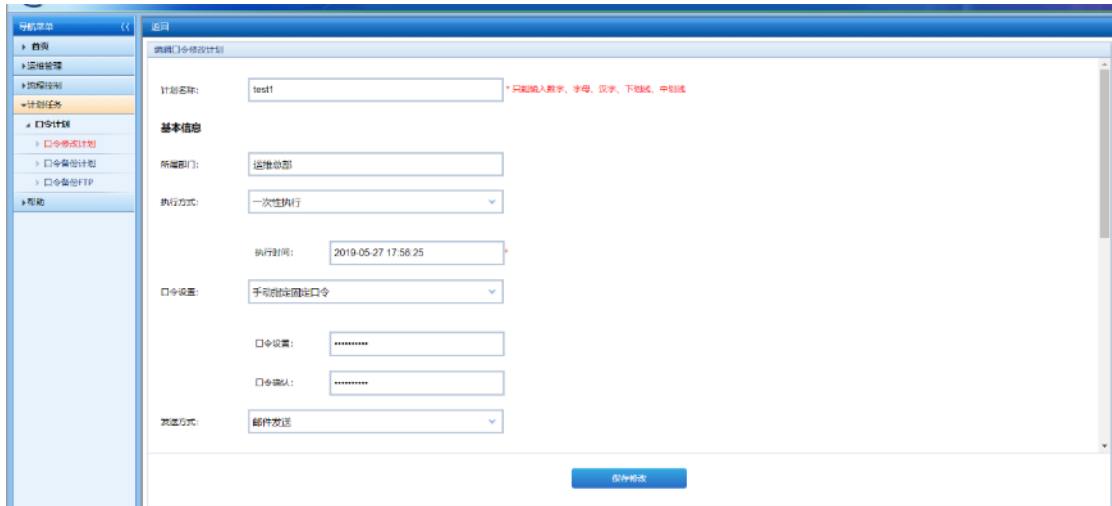 导航菜单
返回
首页
编辑口令修改计划
运维管理
流程控制
计划名称: test1 * 只能输入数字、字母、汉字、下划线、中划线
计划任务
口令计划
基本信息
口令修改计划
口令备份计划
所属部门: 运维总部
口令备份FTP
帮助
执行方式: 一次性执行
执行时间: 2019-05-27 17:56:25 *
口令设置: 手动指定固定口令
口令设置: ••••••••••
口令确认: ••••••••••
发送方式: 邮件发送
保存修改